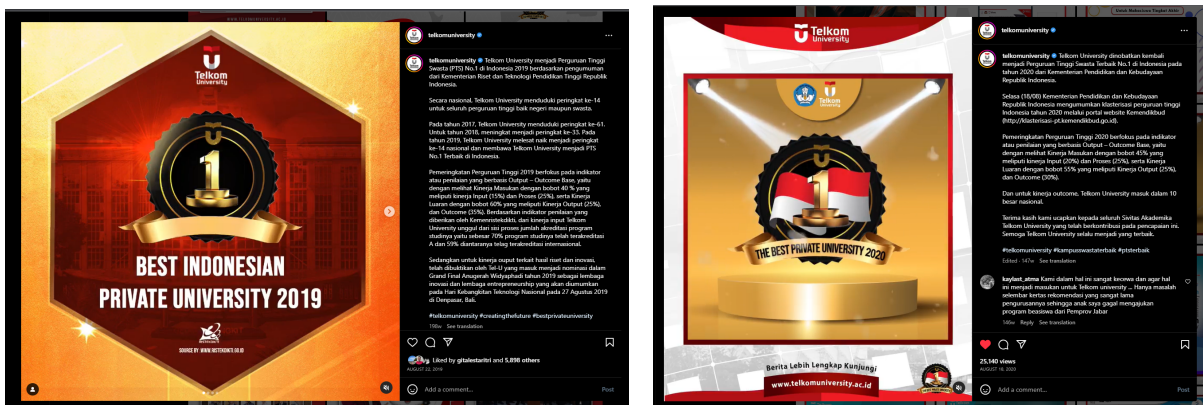 Telkom
University
1
BEST INDONESIAN
PRIVATE UNIVERSITY 2019
RISTEKDIKTI
SOURCE BY: WWW.RISTEKDIKTI.GO.ID
telkomuniversity
telkomuniversity Telkom University menjadi Perguruan Tinggi
Swasta (PTS) No.1 di Indonesia 2019 berdasarkan pengumuman
dari Kementerian Riset dan Teknologi Pendidikan Tinggi Republik
Indonesia.
Secara nasional, Telkom University menduduki peringkat ke-14
untuk seluruh perguruan tinggi baik negeri maupun swasta.
Pada tahun 2017, Telkom University menduduki peringkat ke-61.
Untuk tahun 2018, meningkat menjadi peringkat ke-33. Pada
tahun 2019, Telkom University melesat naik menjadi peringkat
ke-14 nasional dan membawa Telkom University menjadi PTS
No.1 Terbaik di Indonesia.
Pemeringkatan Perguruan Tinggi 2019 berfokus pada indikator
atau penilaian yang berbasis Output – Outcome Base, yaitu
dengan melihat Kinerja Masukan dengan bobot 40 % yang
meliputi kinerja Input (15%) dan Proses (25%), serta Kinerja
Luaran dengan bobot 60% yang meliputi Kinerja Output (25%),
dan Outcome (35%). Berdasarkan indikator penilaian yang
diberikan oleh Kemenristekdikti, dan kinerja input Telkom
University unggul dari sisi proses jumlah akreditasi program
studinya yaitu sebesar 70% program studinya telah terakreditasi
A dan 59% diantaranya telag terakreditasi internasional.
Sedangkan untuk kinerja ouput terkait hasil riset dan inovasi,
telah dibuktikan oleh Tel-U yang masuk menjadi nominasi dalam
Grand Final Anugerah Widyaphadi tahun 2019 sebagai lembaga
inovasi dan lembaga entrepreneurship yang akan diumumkan
pada Hari Kebangkitan Teknologi Nasional pada 27 Agustus 2019
di Denpasar, Bali.
#telkomuniversity #creatingthefuture #bestprivateuniversity
198w See translation
Liked by gitalestaritri and 5,898 others
AUGUST 22, 2019
Add a comment...
Post
Telkom
University
Telkom
University
1
THE BEST PRIVATE UNIVERSITY 2020
Berita Lebih Lengkap Kunjungi
www.telkomuniversity.ac.id
Untuk Mahasiswa Tingkat Akhir
telkomuniversity
telkomuniversity Telkom University dinobatkan kembali
menjadi Perguruan Tinggi Swasta Terbaik No.1 di Indonesia pada
tahun 2020 dari Kementerian Pendidikan dan Kebudayaan
Republik Indonesia.
Selasa (18/08) Kementerian Pendidikan dan Kebudayaan
Republik Indonesia mengumumkan klasterisasi perguruan tinggi
Indonesia tahun 2020 melalui portal website Kemendikbud
(http://klasterisasi-pt.kemendikbud.go.id).
Pemeringkatan Perguruan Tinggi 2020 berfokus pada indikator
atau penilaian yang berbasis Output – Outcome Base, yaitu
dengan melihat Kinerja Masukan dengan bobot 45% yang
meliputi kinerja Input (20%) dan Proses (25%), serta Kinerja
Luaran dengan bobot 55% yang meliputi Kinerja Output (25%),
dan Outcome (30%).
Dan untuk kinerja outcome, Telkom University masuk dalam 10
besar nasional.
Terima kasih kami ucapkan kepada seluruh Sivitas Akademika
Telkom University yang telah berkontribusi pada pencapaian ini.
Semoga Telkom University selalu menjadi yang terbaik.
#telkomuniversity #kampusswastaterbaik #ptsterbaik
Edited · 147w See translation
kaylast_atma Kami dalam hal ini sangat kecewa dan agar hal
ini menjadi masukan untuk Telkom university ... Hanya masalah
selembar kertas rekomendasi yang sangat lama
pengurusannya sehingga anak saya gagal mengajukan
program beasiswa dari Pemprov Jabar
146w Reply See translation
25,140 views
AUGUST 18, 2020
Add a comment...
Post